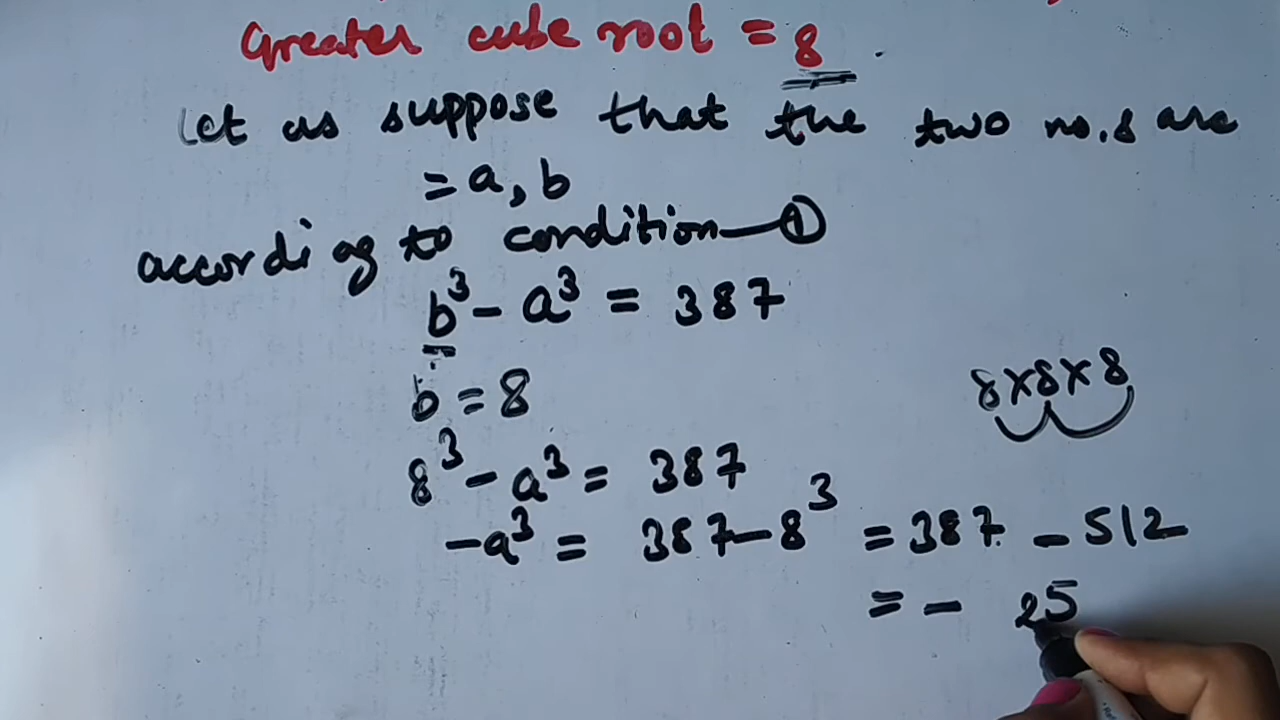 Greater cube root = 8
Let us suppose that the two no.s are
= a, b
accordig to condition—①
b³ - a³ = 387
b = 8
8×8×8
8³ - a³ = 387
-a³ = 387-8³ = 387 - 512
= - 25